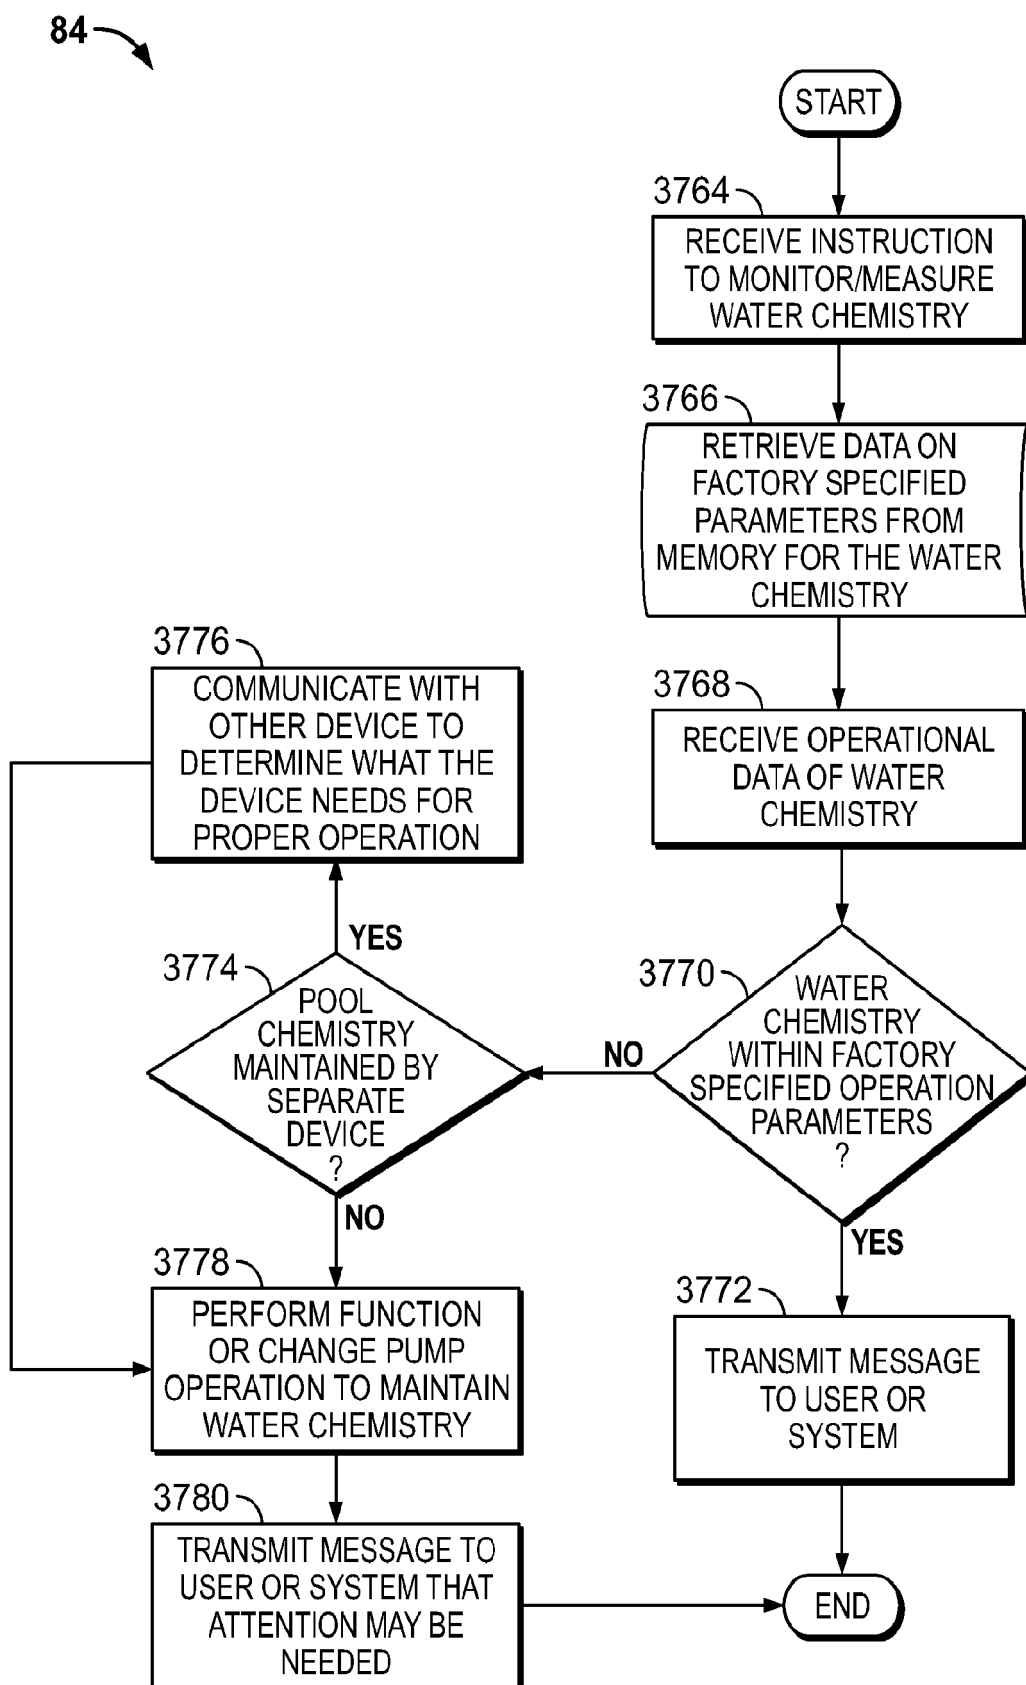 84
START
3764
RECEIVE INSTRUCTION
TO MONITOR/MEASURE
WATER CHEMISTRY
3766
RETRIEVE DATA ON
FACTORY SPECIFIED
PARAMETERS FROM
MEMORY FOR THE WATER
CHEMISTRY
3768
RECEIVE OPERATIONAL
DATA OF WATER
CHEMISTRY
3770
WATER
CHEMISTRY
WITHIN FACTORY
SPECIFIED OPERATION
PARAMETERS
?
NO
YES
3772
TRANSMIT MESSAGE
TO USER OR
SYSTEM
3774
POOL
CHEMISTRY
MAINTAINED BY
SEPARATE
DEVICE
?
YES
NO
3776
COMMUNICATE WITH
OTHER DEVICE TO
DETERMINE WHAT THE
DEVICE NEEDS FOR
PROPER OPERATION
3778
PERFORM FUNCTION
OR CHANGE PUMP
OPERATION TO MAINTAIN
WATER CHEMISTRY
3780
TRANSMIT MESSAGE TO
USER OR SYSTEM THAT
ATTENTION MAY BE
NEEDED
END